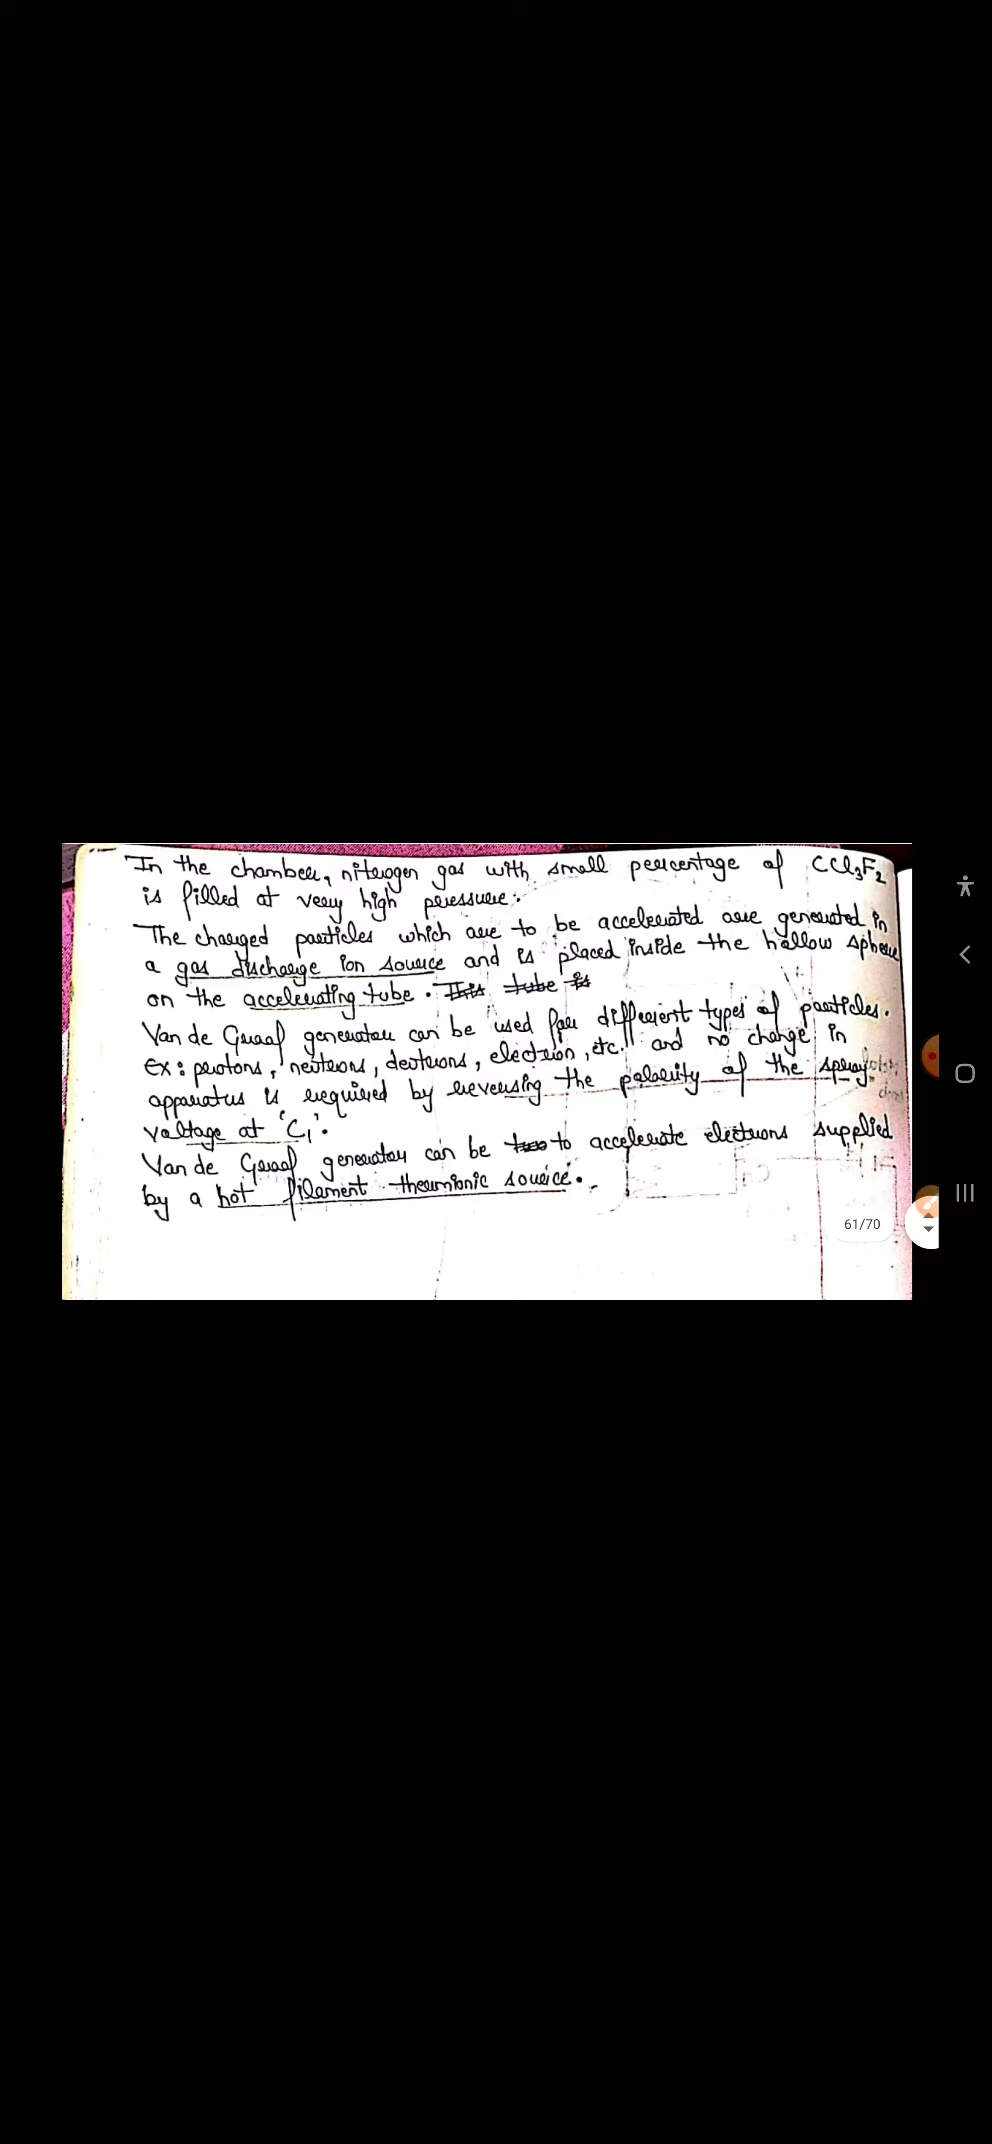 In the chamber, nitrogen gas with small percentage of CCl3F2
is filled at very high pressure.
The charged particles which are to be accelerated are generated in
a gas discharge ion source and is placed inside the hollow sphere
on the accelerating tube. This tube is
Van de Graaf generator can be used for different types of particles.
Ex: protons, neutrons, deuterons, electron, etc. and no change in
apparatus is required by reversing the polarity of the spray
voltage at 'C1'.
Van de Graaf generator can be to accelerate electrons supplied
by a hot filament thermionic source.
61/70